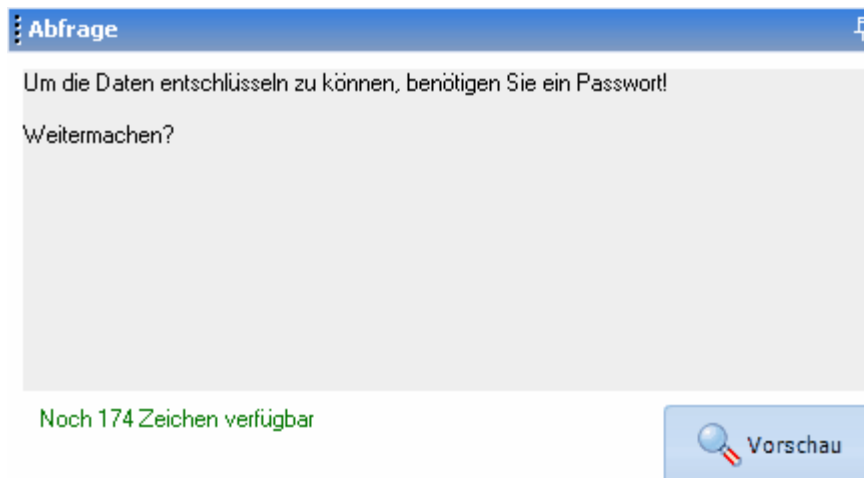 Abfrage
Um die Daten entschlüsseln zu können, benötigen Sie ein Passwort!
Weitermachen?
Noch 174 Zeichen verfügbar
Vorschau